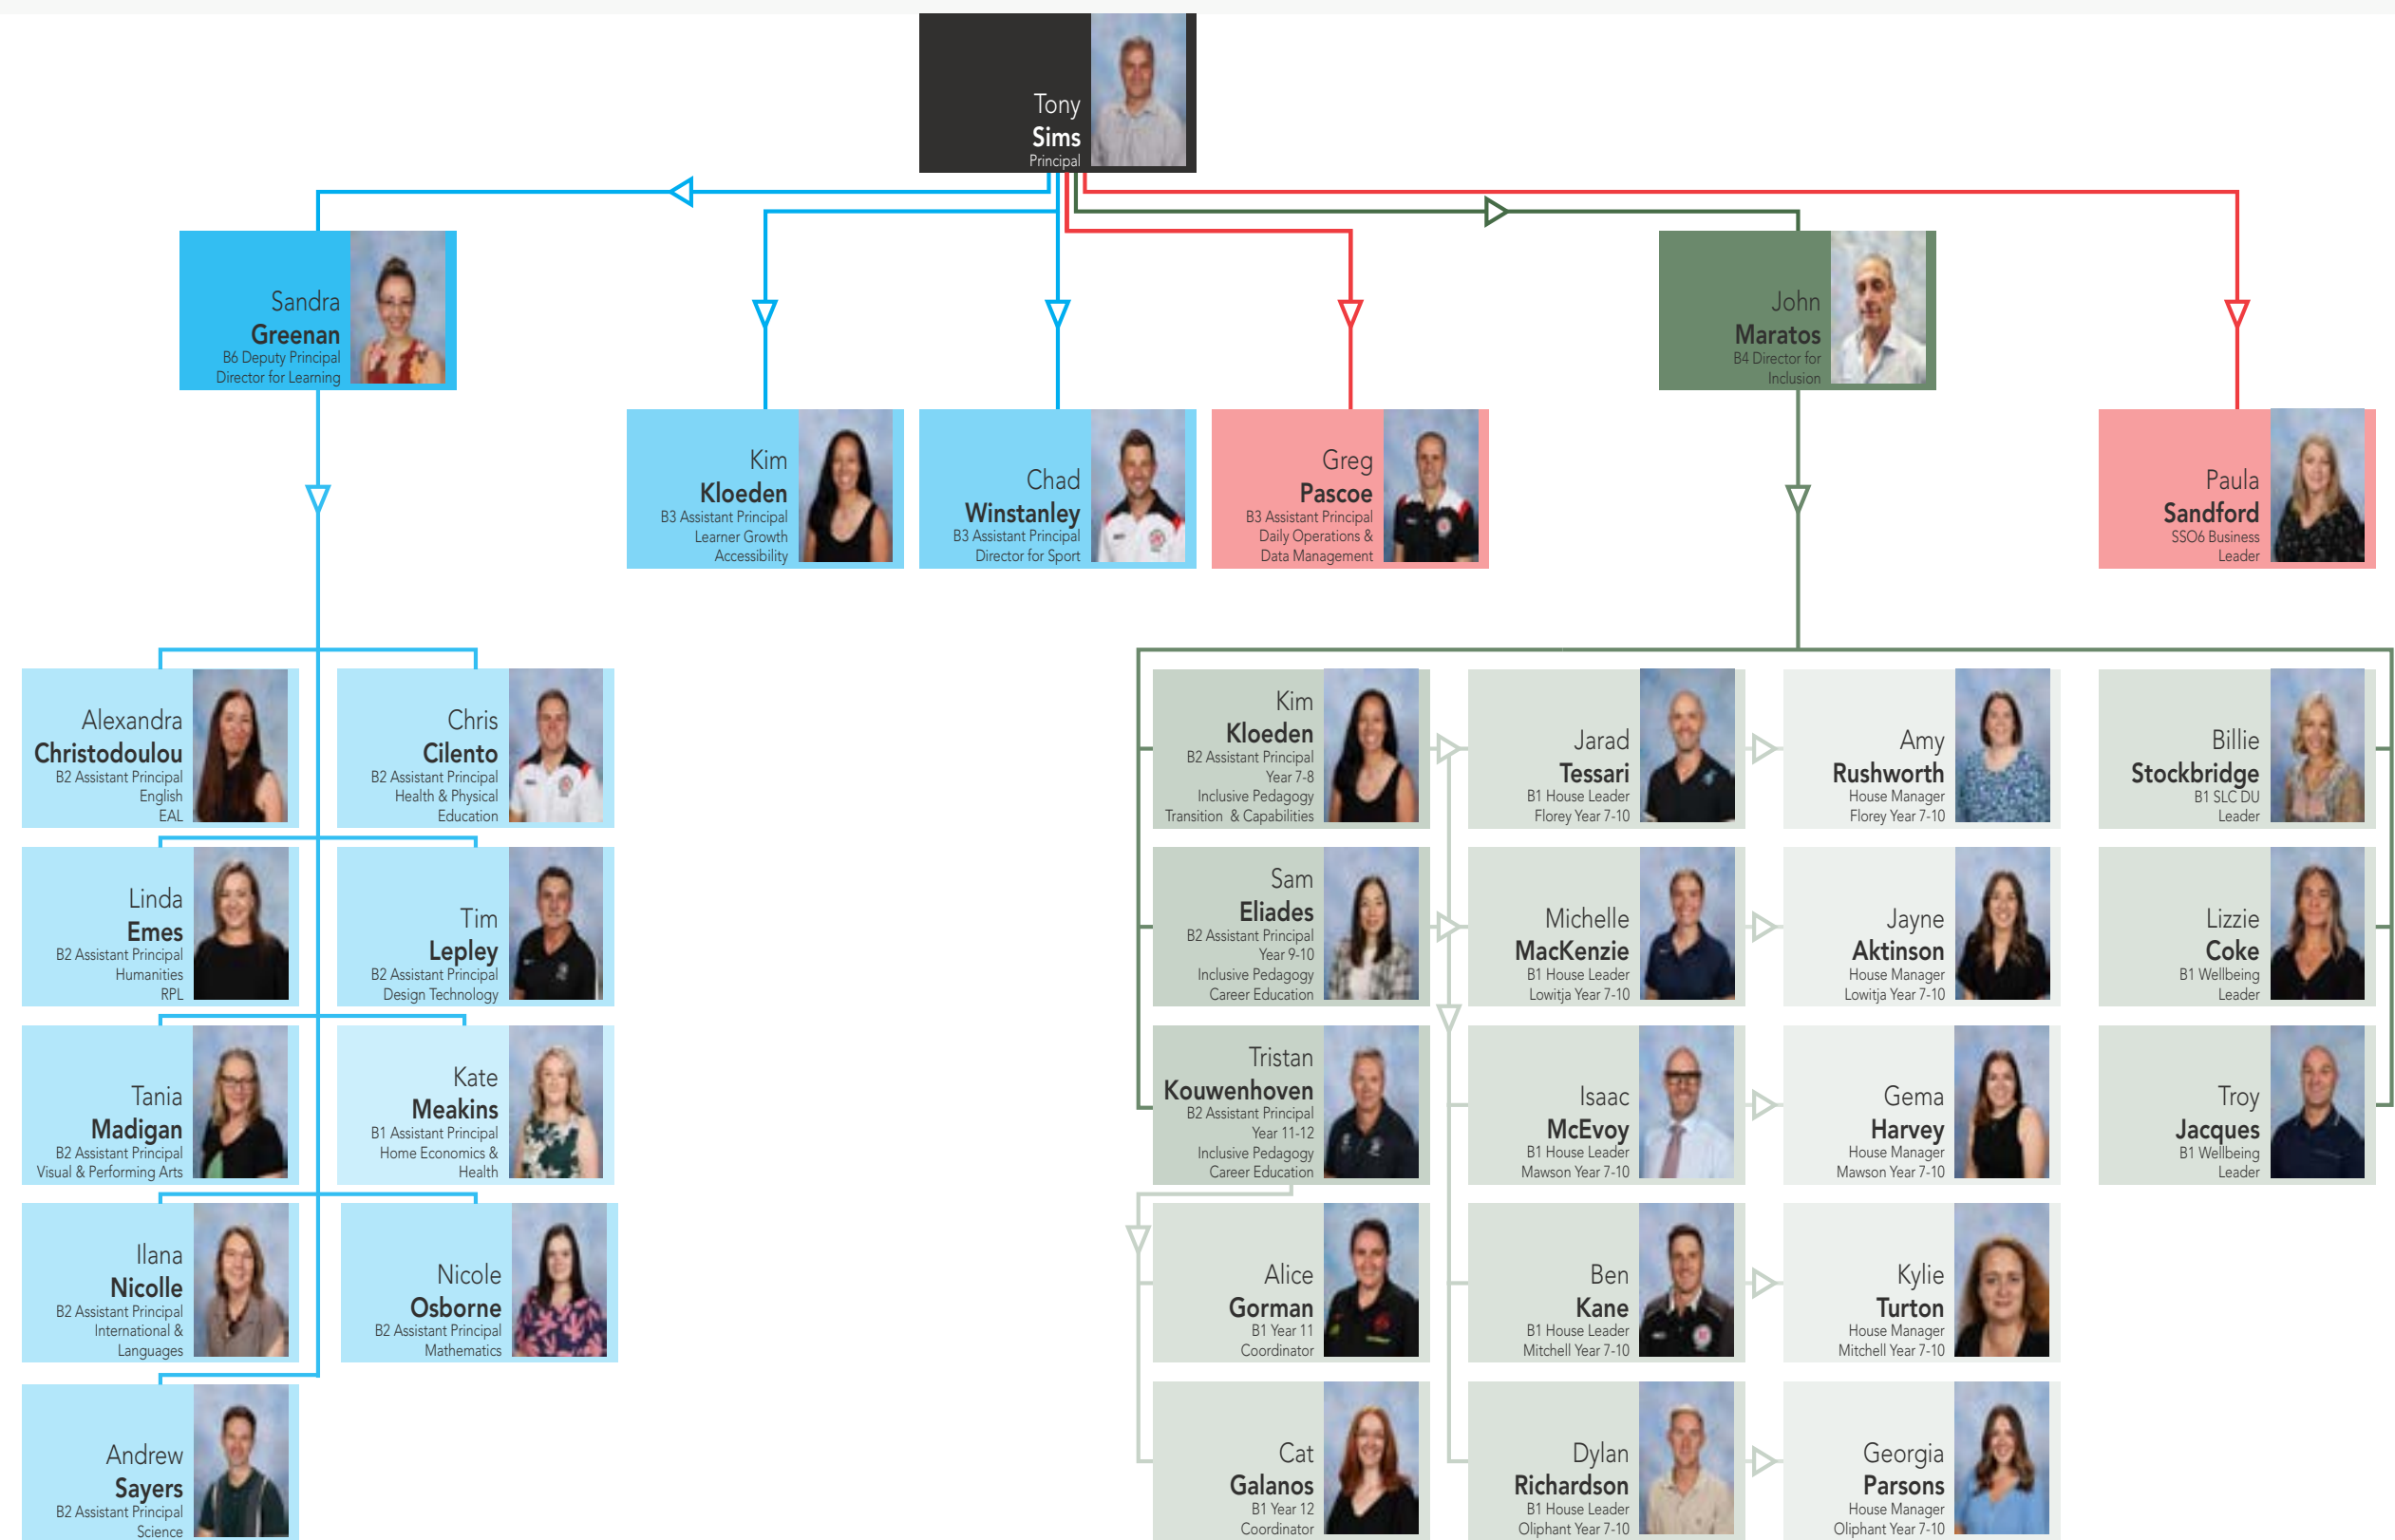 Tony
Sims
Principal
Sandra
Greenan
B6 Deputy Principal
Director for Learning
John
Maratos
B4 Director for
Inclusion
Kim
Kloeden
B3 Assistant Principal
Learner Growth
Accessibility
Chad
Winstanley
B3 Assistant Principal
Director for Sport
Greg
Pascoe
B3 Assistant Principal
Daily Operations &
Data Management
Paula
Sandford
SSO6 Business
Leader
Alexandra
Christodoulou
B2 Assistant Principal
English
EAL
Chris
Cilento
B2 Assistant Principal
Health & Physical
Education
Kim
Kloeden
B2 Assistant Principal
Year 7-8
Inclusive Pedagogy
Transition & Capabilities
Jarad
Tessari
B1 House Leader
Florey Year 7-10
Amy
Rushworth
House Manager
Florey Year 7-10
Billie
Stockbridge
B1 SLC DU
Leader
Linda
Emes
B2 Assistant Principal
Humanities
RPL
Tim
Lepley
B2 Assistant Principal
Design Technology
Sam
Eliades
B2 Assistant Principal
Year 9-10
Inclusive Pedagogy
Career Education
Michelle
MacKenzie
B1 House Leader
Lowitja Year 7-10
Jayne
Aktinson
House Manager
Lowitja Year 7-10
Lizzie
Coke
B1 Wellbeing
Leader
Tania
Madigan
B2 Assistant Principal
Visual & Performing Arts
Kate
Meakins
B1 Assistant Principal
Home Economics &
Health
Tristan
Kouwenhoven
B2 Assistant Principal
Year 11-12
Inclusive Pedagogy
Career Education
Isaac
McEvoy
B1 House Leader
Mawson Year 7-10
Gema
Harvey
House Manager
Mawson Year 7-10
Troy
Jacques
B1 Wellbeing
Leader
Ilana
Nicolle
B2 Assistant Principal
International &
Languages
Nicole
Osborne
B2 Assistant Principal
Mathematics
Alice
Gorman
B1 Year 11
Coordinator
Ben
Kane
B1 House Leader
Mitchell Year 7-10
Kylie
Turton
House Manager
Mitchell Year 7-10
Andrew
Sayers
B2 Assistant Principal
Science
Cat
Galanos
B1 Year 12
Coordinator
Dylan
Richardson
B1 House Leader
Oliphant Year 7-10
Georgia
Parsons
House Manager
Oliphant Year 7-10